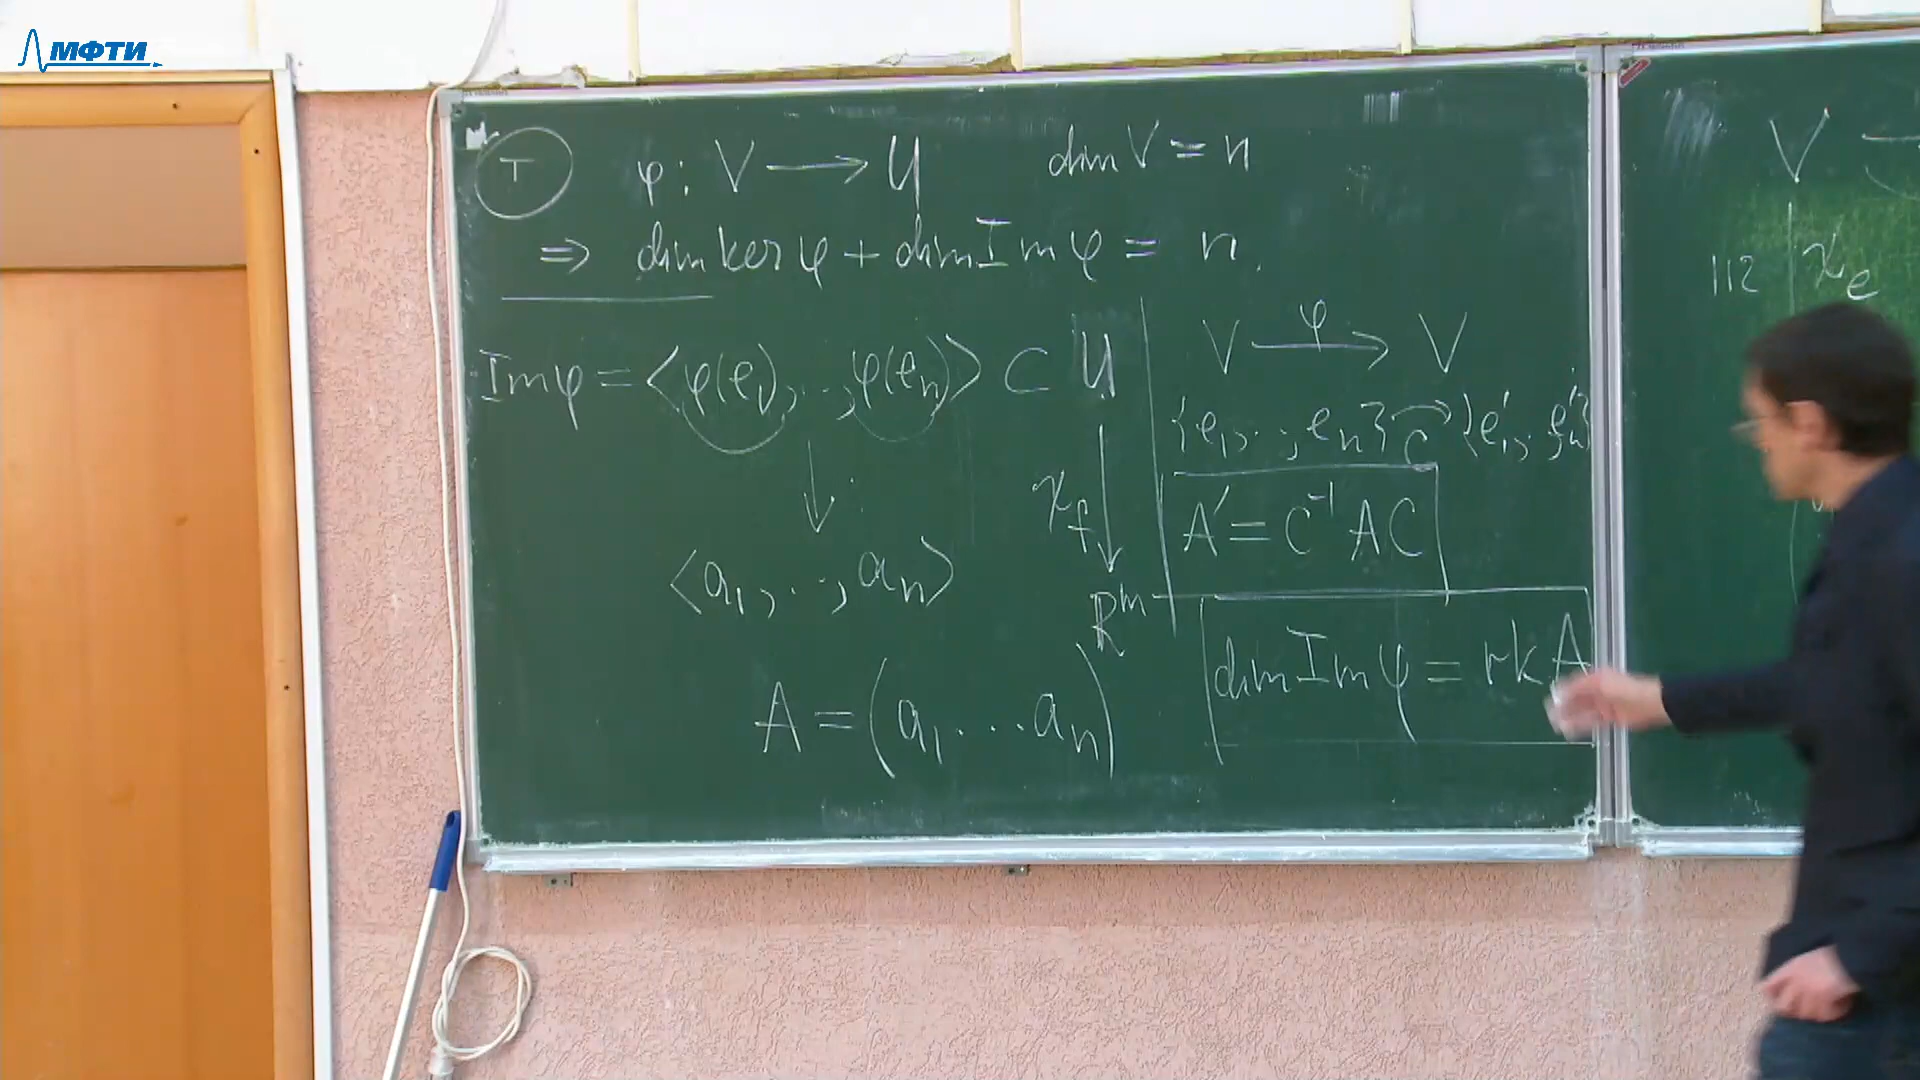 МФТИ
Ⓣ φ : V ⟶ U dim V = n
⇒ dim ker φ + dim Im φ = n.
Im φ = <φ(e₁), .., φ(eₙ)> ⊂ U
↓
<a₁, .., aₙ>
χ_f ↓
ℝᵐ
A = (a₁ ... aₙ)
V —φ→ V
{e₁, .., eₙ} ↷ {e'₁, e'ₙ}
C
A' = C⁻¹AC
dim Im φ = rk A
V →
112 | χₑ